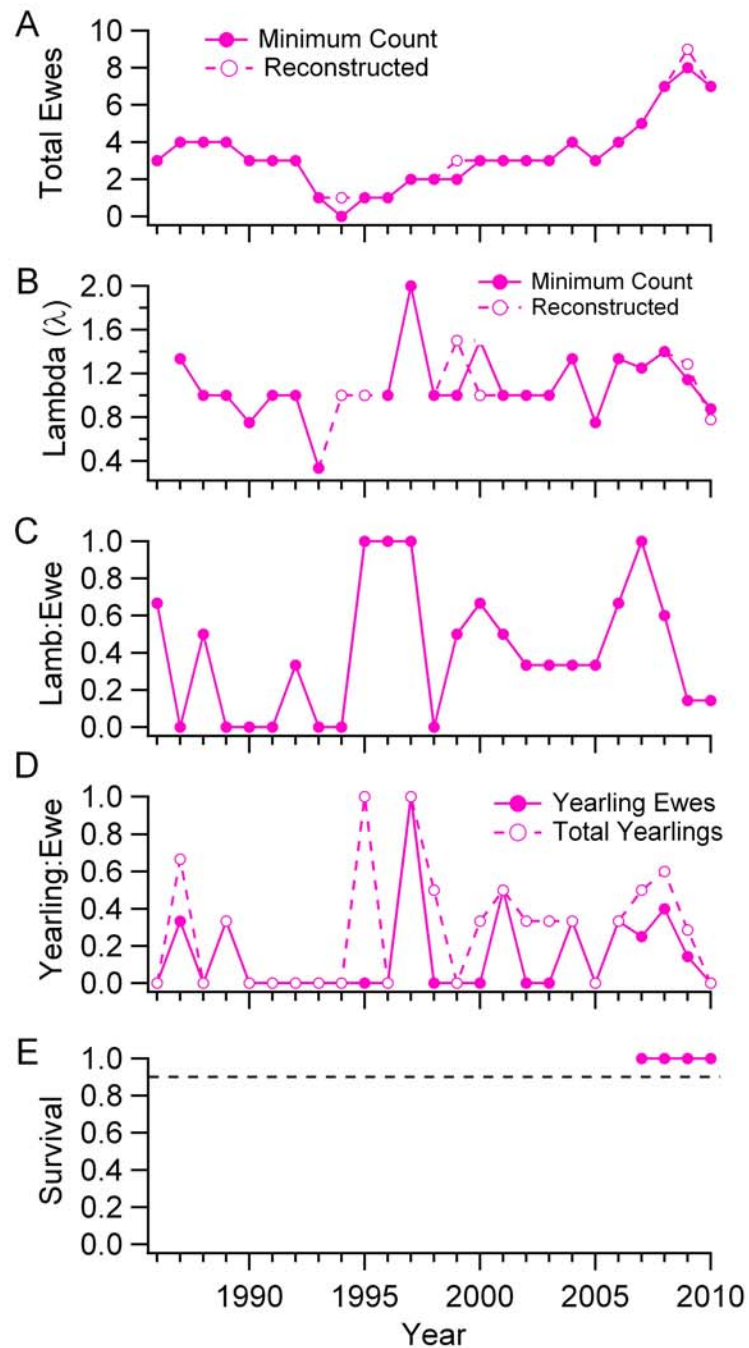 A
Total Ewes
10
8
6
4
2
0
Minimum Count
Reconstructed
B
Lambda (λ)
2.0
1.6
1.2
0.8
0.4
Minimum Count
Reconstructed
C
Lamb:Ewe
1.0
0.8
0.6
0.4
0.2
0.0
D
Yearling:Ewe
1.0
0.8
0.6
0.4
0.2
0.0
Yearling Ewes
Total Yearlings
E
Survival
1.0
0.8
0.6
0.4
0.2
0.0
1990 1995 2000 2005 2010
Year